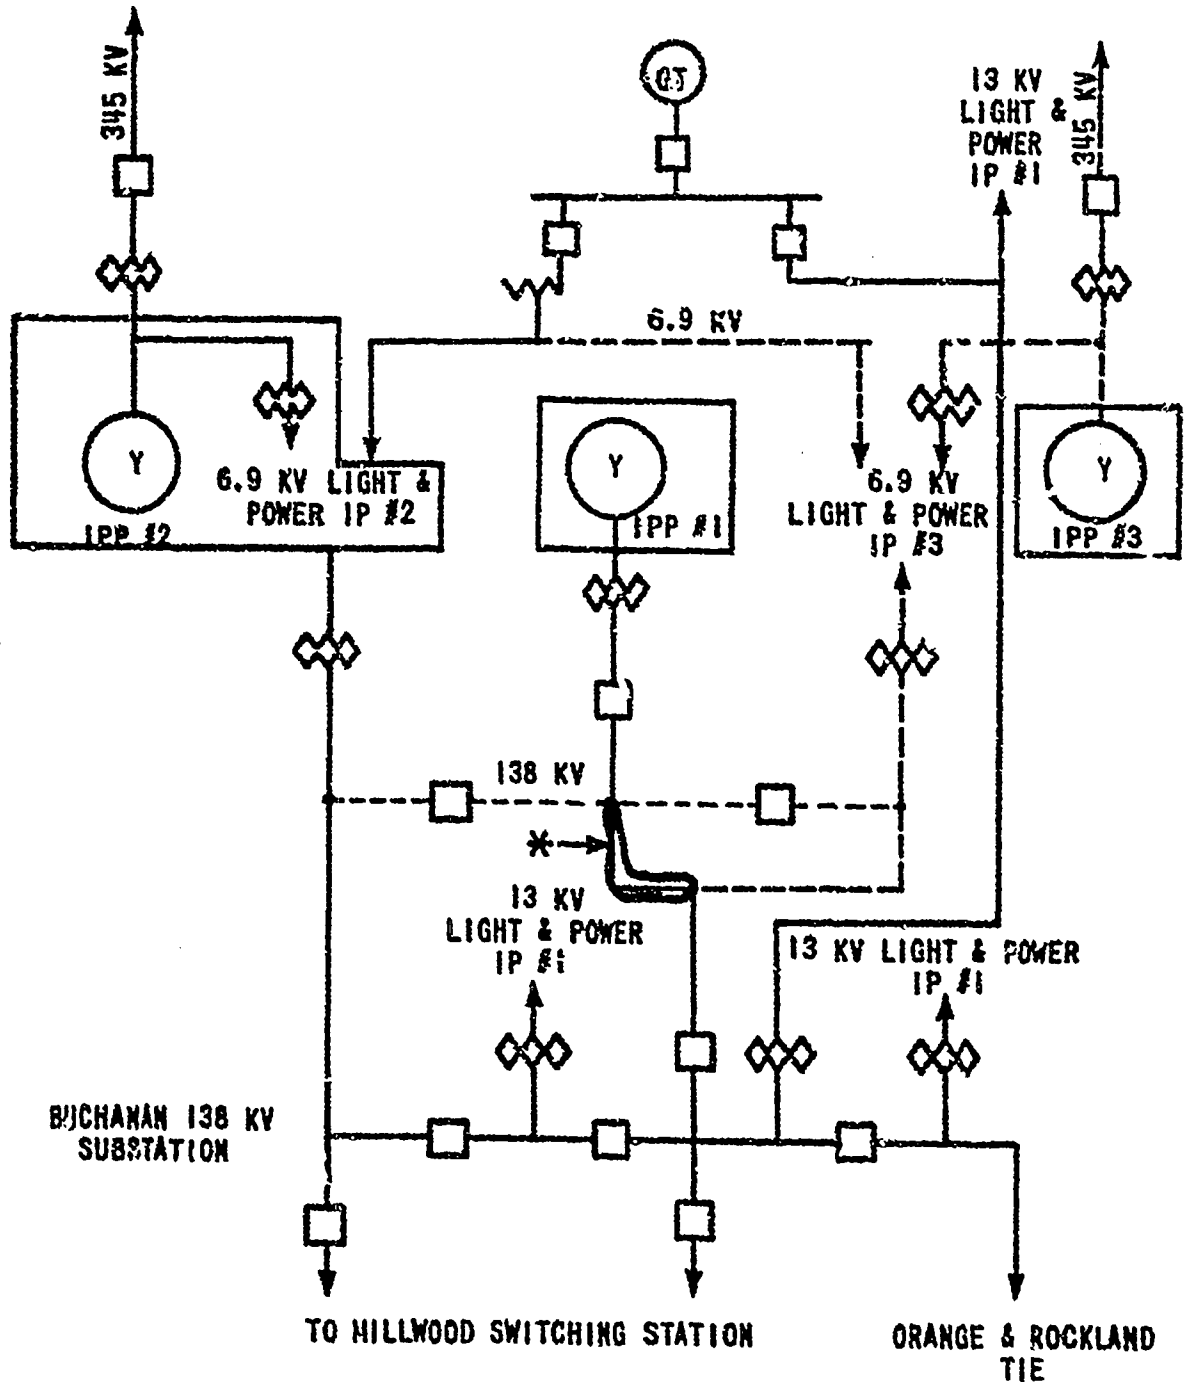 345 KV
GT
13 KV
LIGHT &
POWER
IP #1
345 KV
6.9 KV
Y
6.9 KV LIGHT &
POWER IP #2
IPP #2
Y
IPP #1
6.9 KV
LIGHT & POWER
IP #3
Y
IPP #3
138 KV
*
13 KV
LIGHT & POWER
IP #1
13 KV LIGHT & POWER
IP #1
BUCHANAN 138 KV
SUBSTATION
TO MILLWOOD SWITCHING STATION
ORANGE & ROCKLAND
TIE